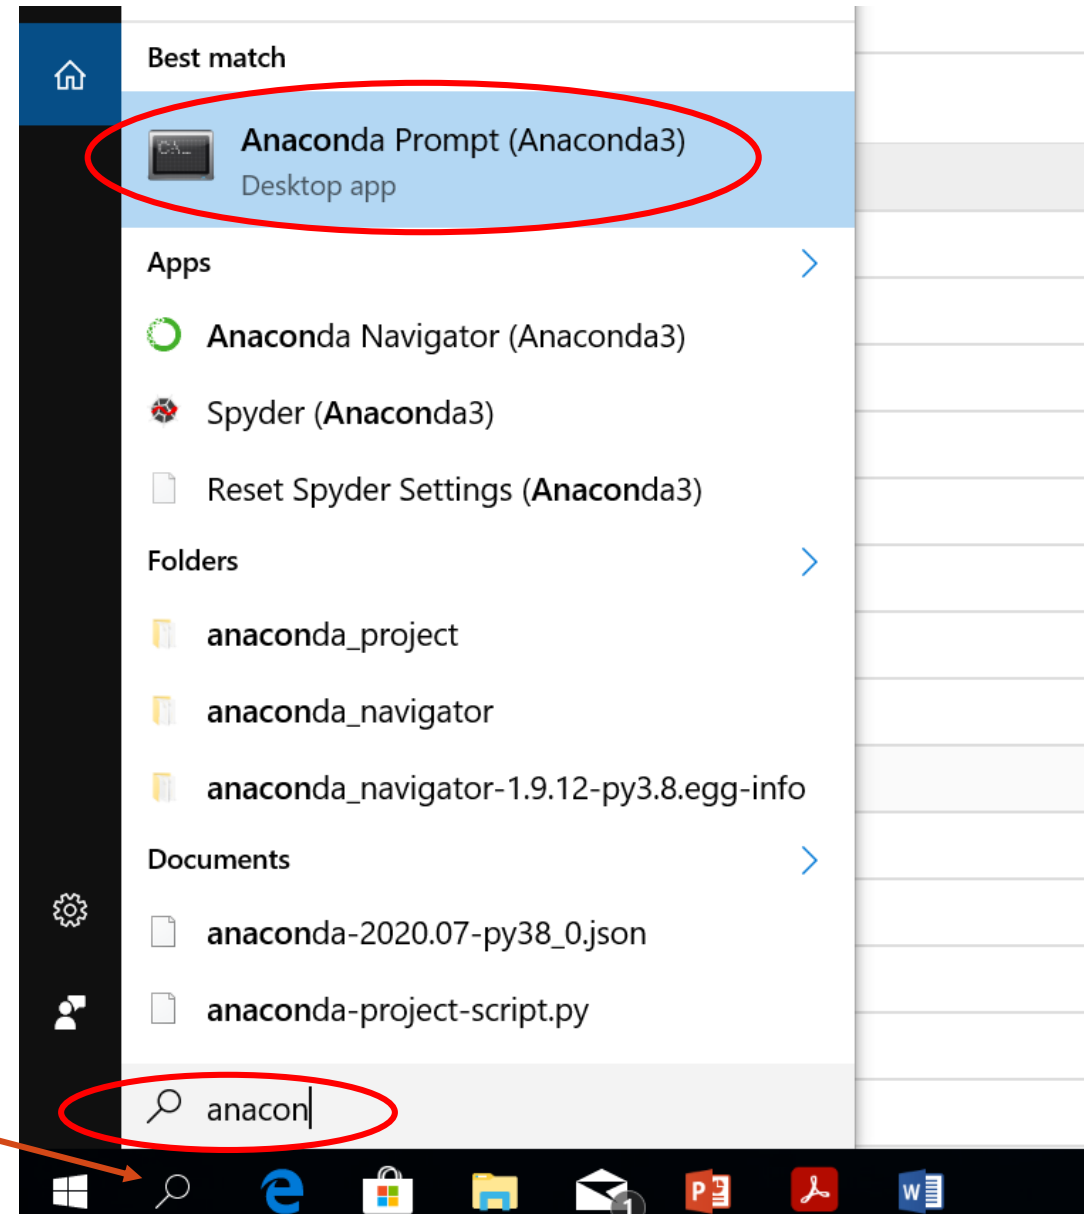 Best match
Anaconda Prompt (Anaconda3)
Desktop app
Apps
Anaconda Navigator (Anaconda3)
Spyder (Anaconda3)
Reset Spyder Settings (Anaconda3)
Folders
anaconda_project
anaconda_navigator
anaconda_navigator-1.9.12-py3.8.egg-info
Documents
anaconda-2020.07-py38_0.json
anaconda-project-script.py
anacon